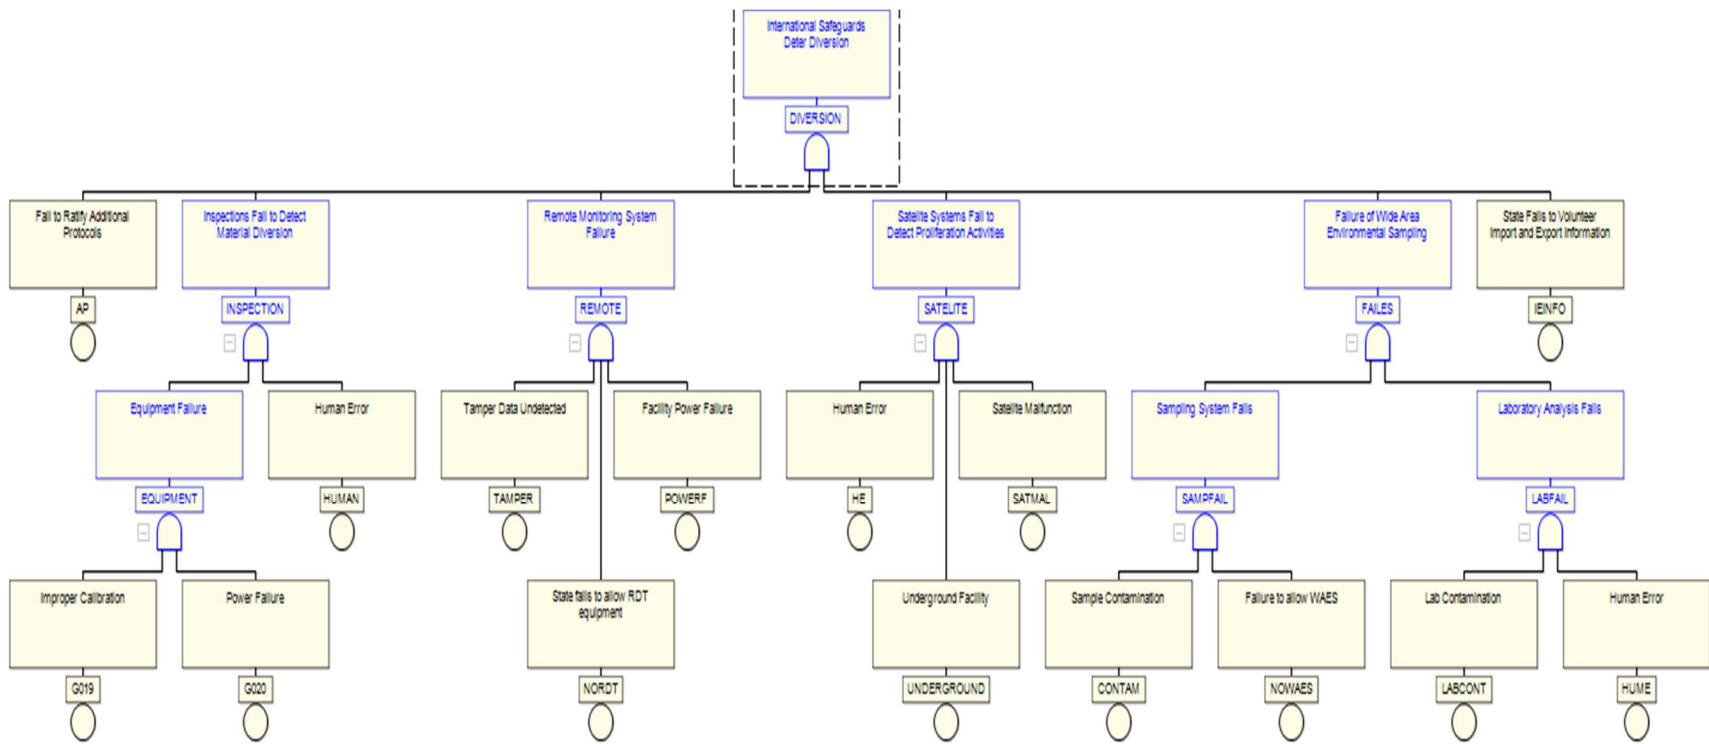 International Safeguards
Deter Diversion
DIVERSION
Fail to Ratify Additional
Protocols
AP
Inspections Fail to Detect
Material Diversion
INSPECTION
Remote Monitoring System
Failure
REMOTE
Satelite Systems Fail to
Detect Proliferation Activities
SATELITE
Failure of Wide Area
Environmental Sampling
FAILES
State Fails to Volunteer
Import and Export Information
IEINFO
Equipment Failure
EQUIPMENT
Human Error
HUMAN
Tamper Data Undetected
TAMPER
Facility Power Failure
POWERF
Human Error
HE
Satellite Malfunction
SATMAL
Sampling System Fails
SAMPFAIL
Laboratory Analysis Fails
LABFAIL
Improper Calibration
G019
Power Failure
G020
State fails to allow RDT
equipment
NORDT
Underground Facility
UNDERGROUND
Sample Contamination
CONTAM
Failure to allow WAES
NOWAES
Lab Contamination
LABCONT
Human Error
HUME